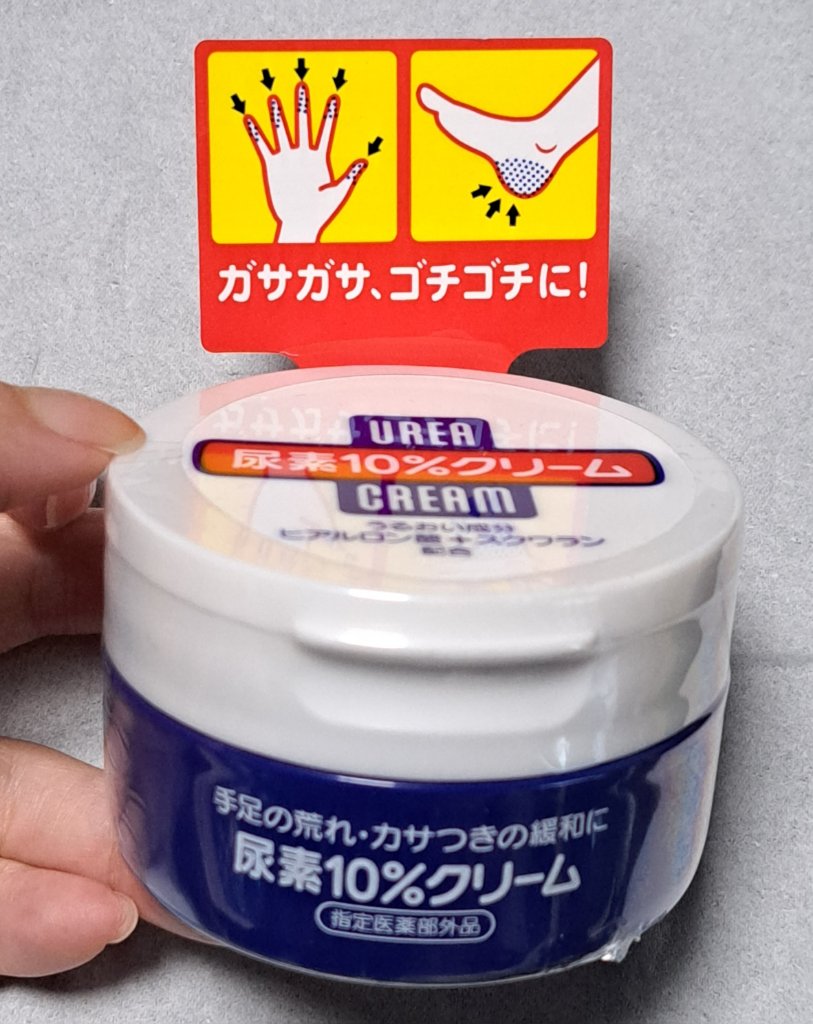 ガサガサ、ゴチゴチに!
UREA
尿素10%クリーム
CREAM
うるおい成分
ヒアルロン酸+スクワラン
配合
手足の荒れ・カサつきの緩和に
尿素10%クリーム
指定医薬部外品